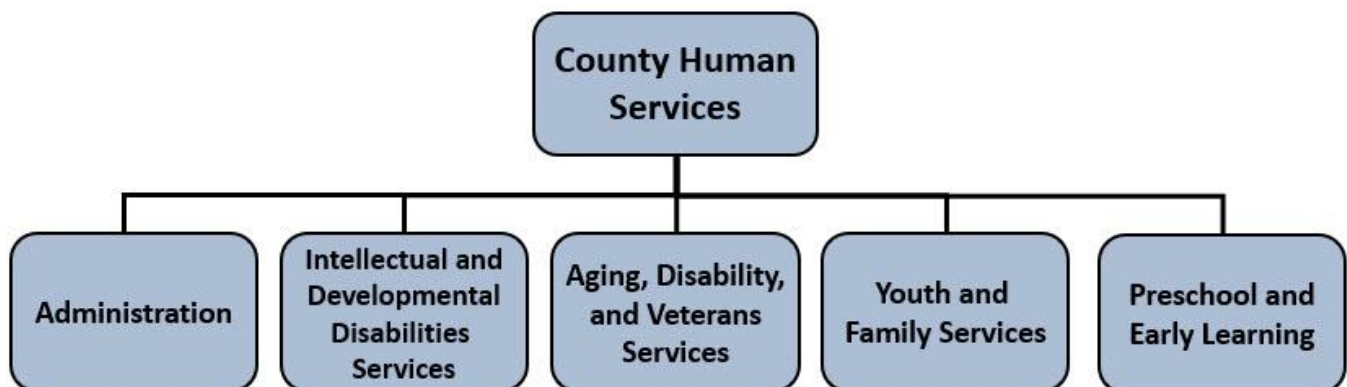 County Human
Services
Administration
Intellectual and
Developmental
Disabilities
Services
Aging, Disability,
and Veterans
Services
Youth and
Family Services
Preschool and
Early Learning